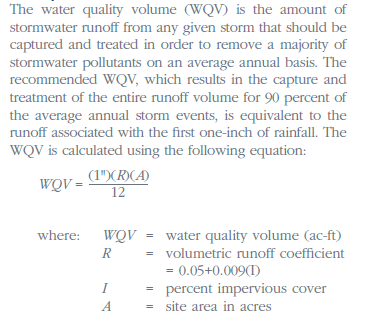 The water quality volume (WQV) is the amount of
stormwater runoff from any given storm that should be
captured and treated in order to remove a majority of
stormwater pollutants on an average annual basis. The
recommended WQV, which results in the capture and
treatment of the entire runoff volume for 90 percent of
the average annual storm events, is equivalent to the
runoff associated with the first one-inch of rainfall. The
WQV is calculated using the following equation:
WQV = (1")(R)(A)
12
where: WQV = water quality volume (ac-ft)
R = volumetric runoff coefficient
= 0.05+0.009(I)
I = percent impervious cover
A = site area in acres